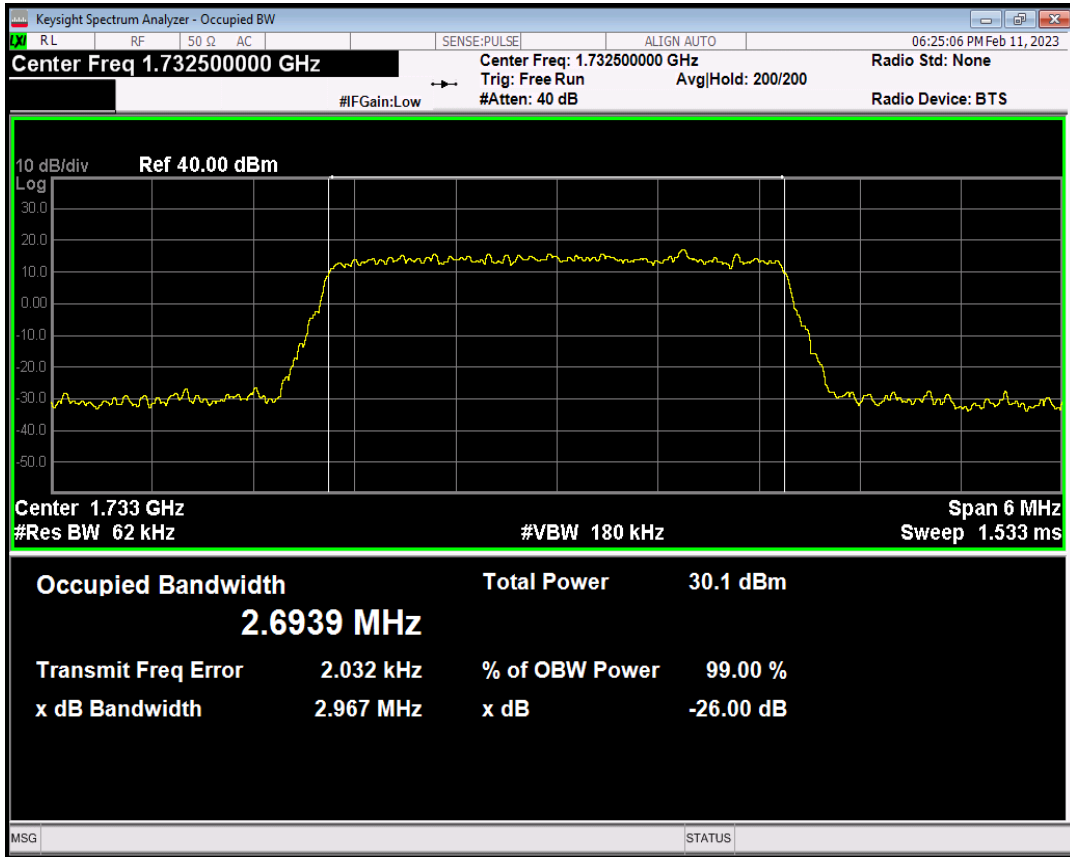 Keysight Spectrum Analyzer - Occupied BW
LXI RL RF 50 Ω AC SENSE:PULSE ALIGN AUTO 06:25:06 PM Feb 11, 2023
Center Freq 1.732500000 GHz Center Freq: 1.732500000 GHz Radio Std: None
Trig: Free Run Avg|Hold: 200/200
#IFGain:Low #Atten: 40 dB Radio Device: BTS
10 dB/div Ref 40.00 dBm
Log
30.0
20.0
10.0
0.00
-10.0
-20.0
-30.0
-40.0
-50.0
Center 1.733 GHz Span 6 MHz
#Res BW 62 kHz #VBW 180 kHz Sweep 1.533 ms
Occupied Bandwidth Total Power 30.1 dBm
2.6939 MHz
Transmit Freq Error 2.032 kHz % of OBW Power 99.00 %
x dB Bandwidth 2.967 MHz x dB -26.00 dB
MSG STATUS